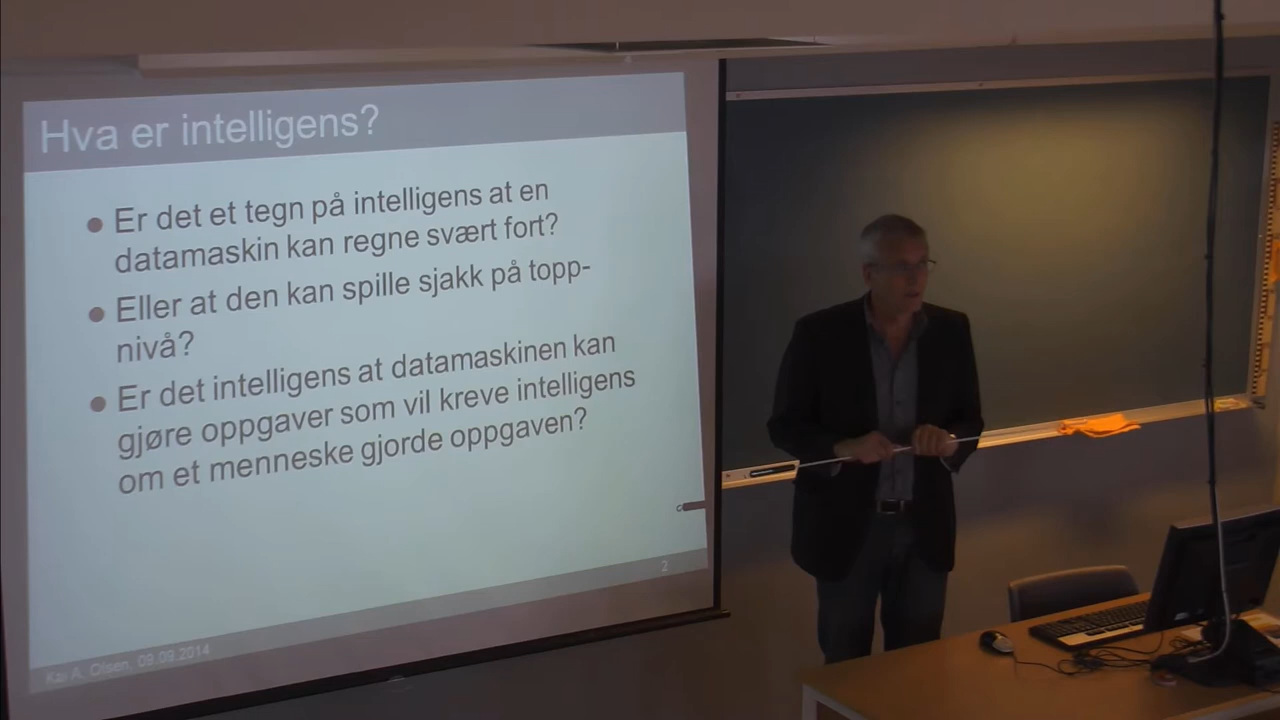 Hva er intelligens?
● Er det et tegn på intelligens at en
datamaskin kan regne svært fort?
● Eller at den kan spille sjakk på topp-
nivå?
● Er det intelligens at datamaskinen kan
gjøre oppgaver som vil kreve intelligens
om et menneske gjorde oppgaven?
2
Kai A. Olsen, 09.09.2014